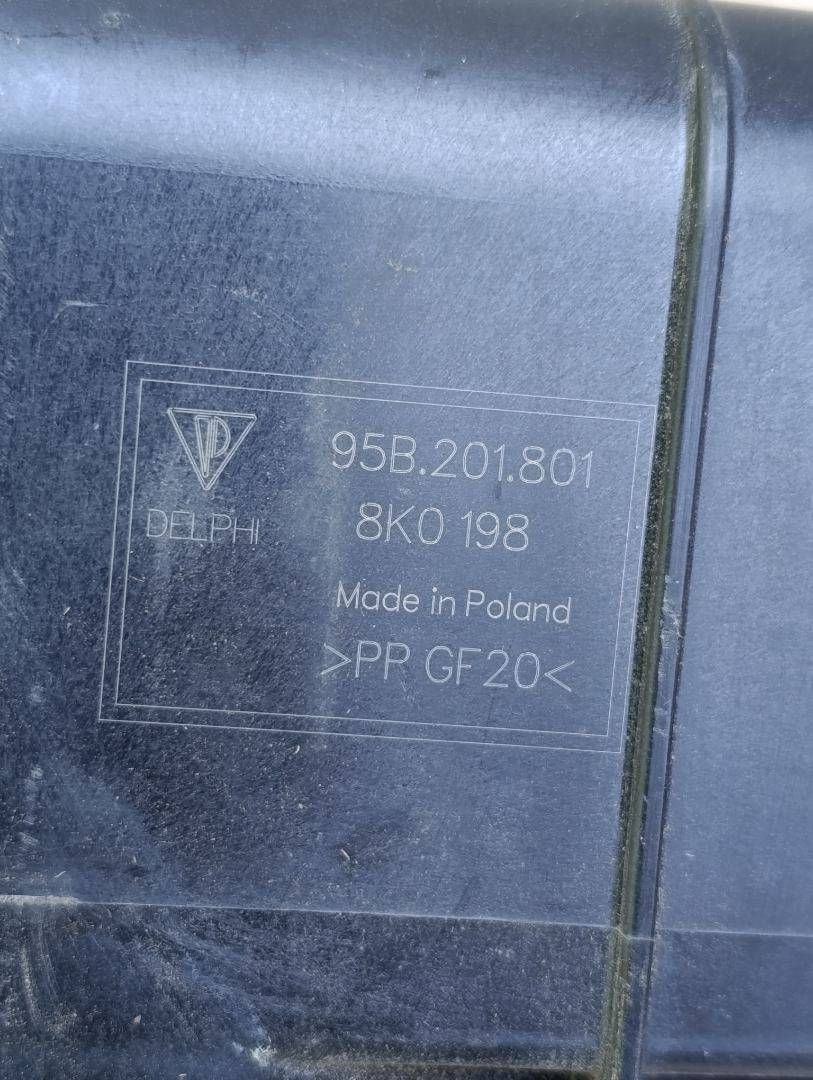 95B.201.801
DELPHI
8K0 198
Made in Poland
>PP GF20<